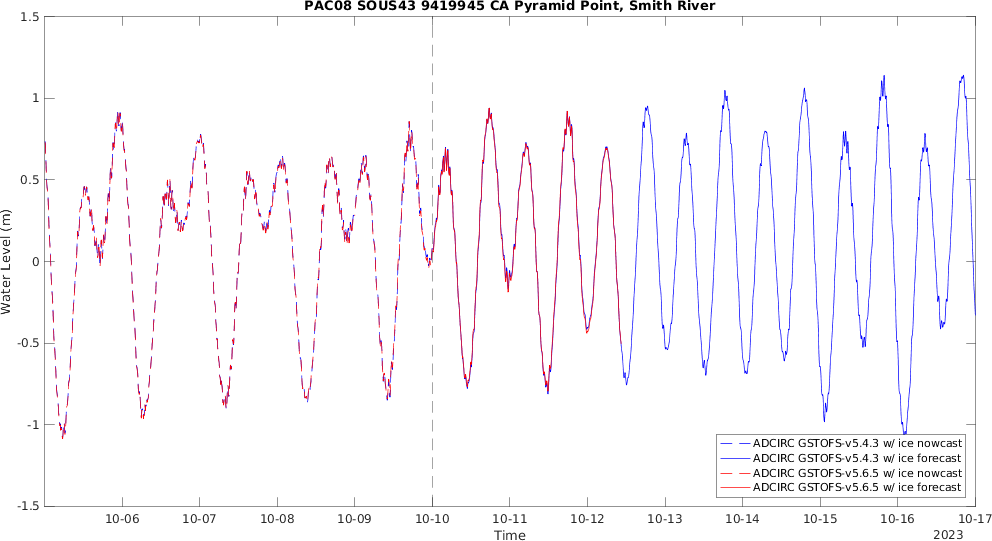 PAC08 SOUS43 9419945 CA Pyramid Point, Smith River
1.5
1
0.5
0
-0.5
-1
-1.5
Water Level (m)
10-06
10-07
10-08
10-09
10-10
10-11
10-12
10-13
10-14
10-15
10-16
10-17
Time
2023
ADCIRC GSTOFS-v5.4.3 w/ ice nowcast
ADCIRC GSTOFS-v5.4.3 w/ ice forecast
ADCIRC GSTOFS-v5.6.5 w/ ice nowcast
ADCIRC GSTOFS-v5.6.5 w/ ice forecast